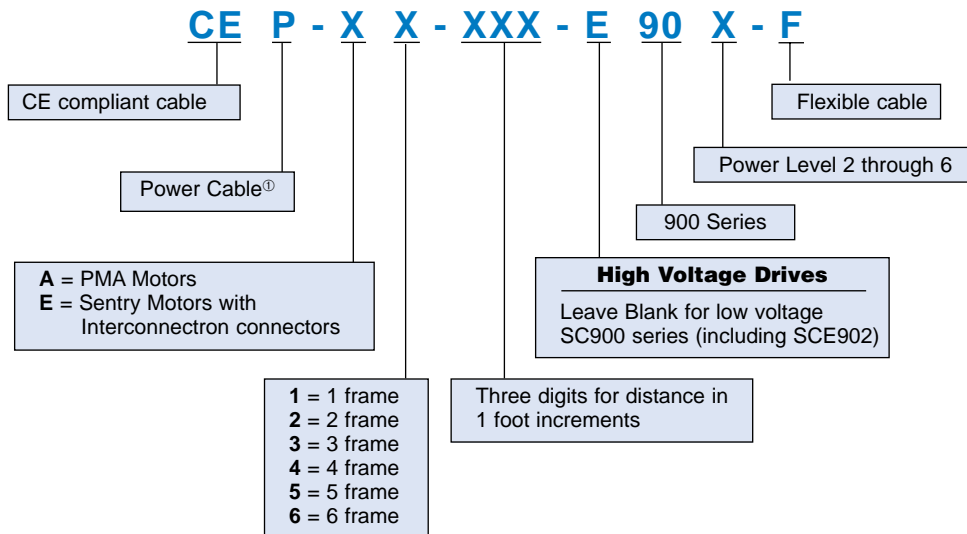 CE P - X X - XXX - E 90 X - F
CE compliant cable
Flexible cable
Power Level 2 through 6
Power Cable①
900 Series
A = PMA Motors
E = Sentry Motors with
Interconnectron connectors
High Voltage Drives
Leave Blank for low voltage
SC900 series (including SCE902)
1 = 1 frame
2 = 2 frame
3 = 3 frame
4 = 4 frame
5 = 5 frame
6 = 6 frame
Three digits for distance in
1 foot increments